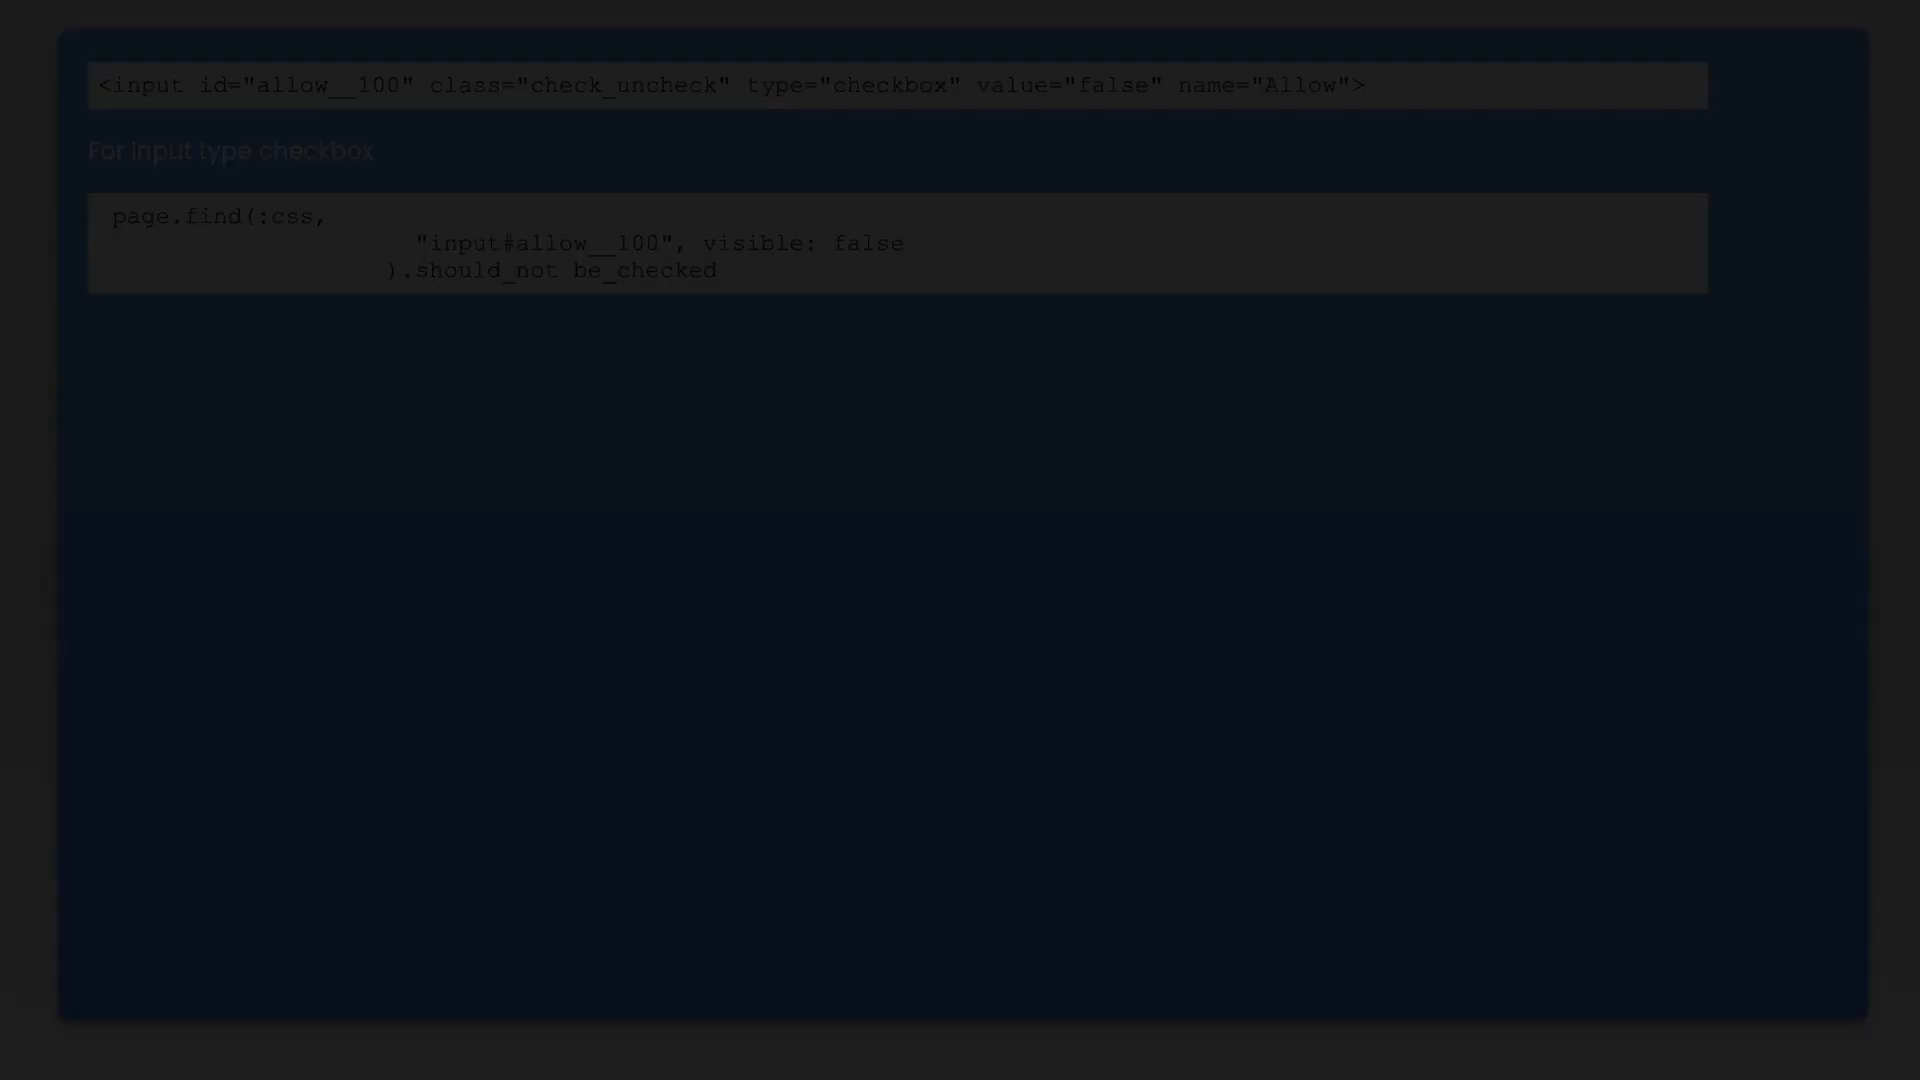 <input id="allow__100" class="check_uncheck" type="checkbox" value="false" name="Allow">
For input type checkbox
page.find(:css,
"input#allow__100", visible: false
).should_not be_checked